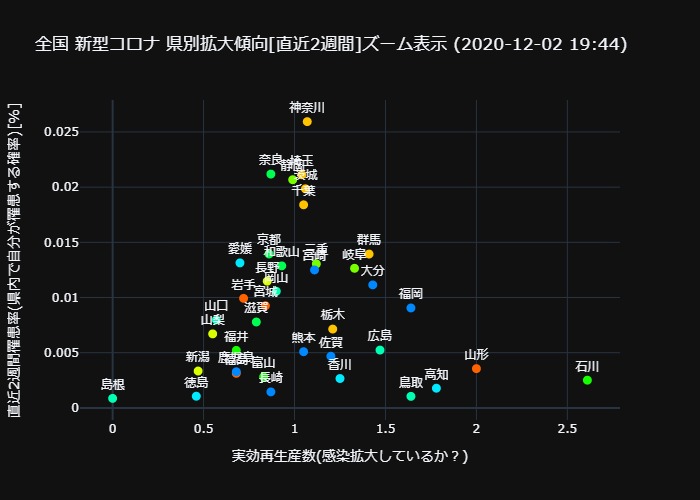 全国 新型コロナ 県別拡大傾向[直近2週間]ズーム表示 (2020-12-02 19:44)
直近2週間罹患率(県内で自分が罹患する確率)[%]
0.025
0.02
0.015
0.01
0.005
0
神奈川
奈良
埼玉
静岡
茨城
千葉
京都
群馬
愛媛
和歌山
三重
宮崎
岐阜
長野
大分
岡山
岩手
宮城
福岡
山口
滋賀
山梨
栃木
福井
熊本
広島
佐賀
新潟
鹿児島
富山
香川
山形
石川
長崎
高知
島根
徳島
鳥取
0
0.5
1
1.5
2
2.5
実効再生産数(感染拡大しているか？)